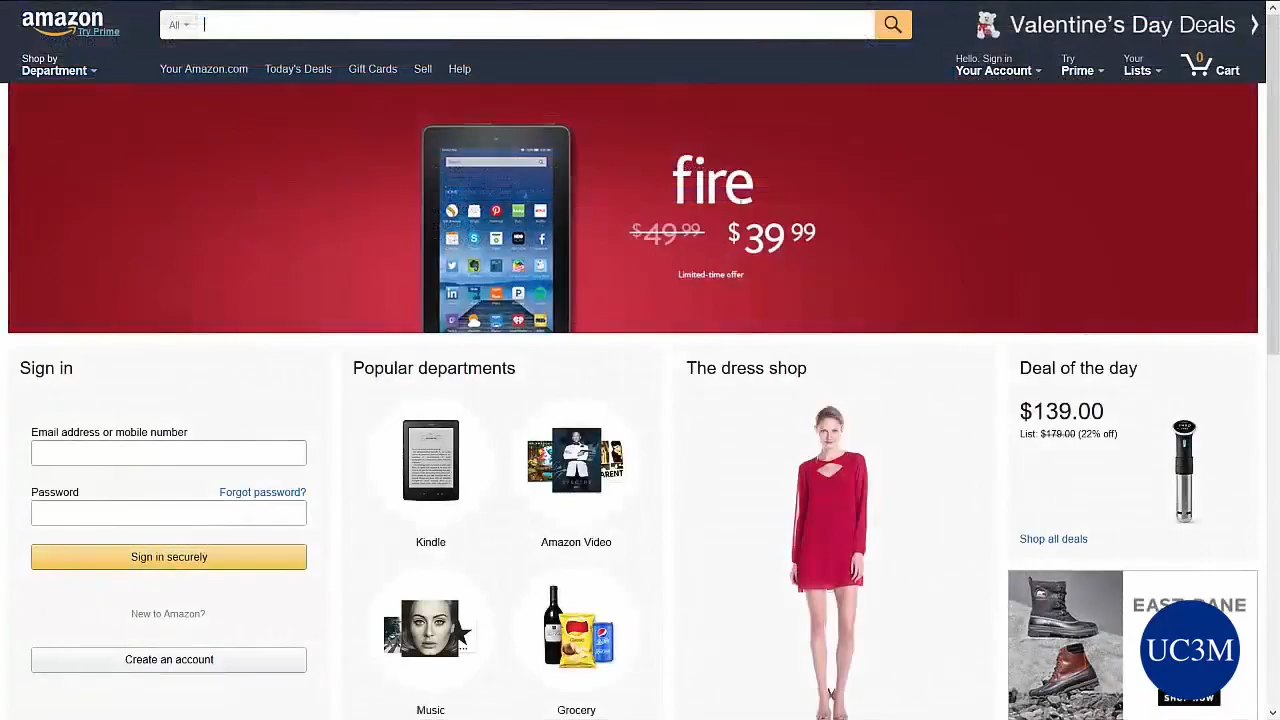 amazon
Try Prime
All
Valentine's Day Deals
Shop by
Department
Your Amazon.com
Today's Deals
Gift Cards
Sell
Help
Hello. Sign in
Your Account
Try
Prime
Your
Lists
0
Cart
fire
$49.99 $39.99
Limited-time offer
Sign in
Email address or mobile number
Password
Forgot password?
Sign in securely
New to Amazon?
Create an account
Popular departments
Kindle
Amazon Video
Music
Grocery
The dress shop
Deal of the day
$139.00
List: $179.00 (22% off)
Shop all deals
UC3M